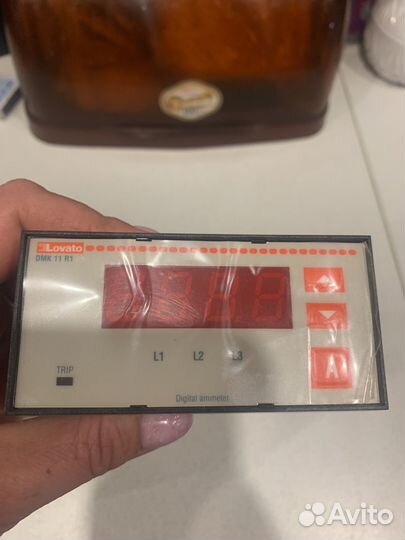 Lovato
DMK 11 R1
L1 L2 L3
TRIP
A
Digital ammeter
Avito